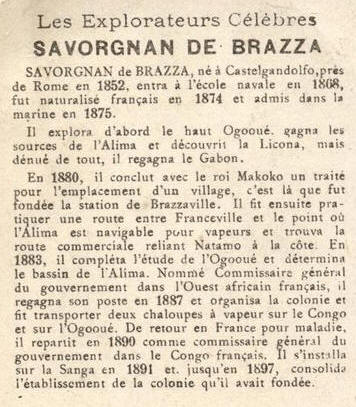 Les Explorateurs Célèbres
SAVORGNAN DE BRAZZA
SAVORGNAN de BRAZZA, né à Castelgandolfo, près
de Rome en 1852, entra à l'école navale en 1868,
fut naturalisé français en 1874 et admis dans la
marine en 1875.
Il explora d'abord le haut Ogooué. gagna les
sources de l'Alima et découvrit la Licona, mais
dénué de tout, il regagna le Gabon.
En 1880, il conclut avec le roi Makoko un traité
pour l'emplacement d'un village, c'est là que fut
fondée la station de Brazzaville. Il fit ensuite pra-
tiquer une route entre Franceville et le point où
l'Alima est navigable pour vapeurs et trouva la
route commerciale reliant Natamo à la côte. En
1883, il compléta l'étude de l'Ogooué et détermina
le bassin de l'Alima. Nommé Commissaire général
du gouvernement dans l'Ouest africain français, il
regagna son poste en 1887 et organisa la colonie et
fit transporter deux chaloupes à vapeur sur le Congo
et sur l'Ogooué. De retour en France pour maladie,
il repartit en 1890 comme commissaire général du
gouvernement dans le Congo français. Il s'installa
sur la Sanga en 1891 et. jusqu'en 1897, consolida
l'établissement de la colonie qu'il avait fondée.